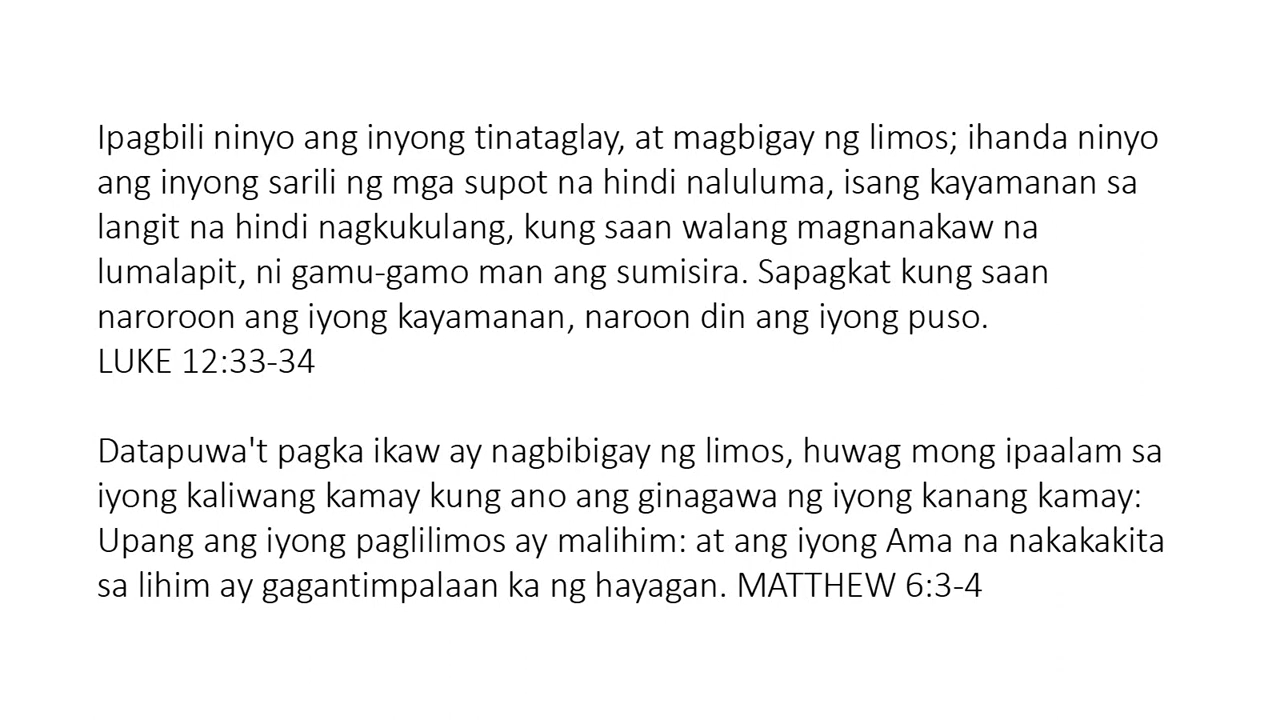 Ipagbili ninyo ang inyong tinataglay, at magbigay ng limos; ihanda ninyo
ang inyong sarili ng mga supot na hindi naluluma, isang kayamanan sa
langit na hindi nagkukulang, kung saan walang magnanakaw na
lumalapit, ni gamu-gamo man ang sumisira. Sapagkat kung saan
naroroon ang iyong kayamanan, naroon din ang iyong puso.
LUKE 12:33-34
Datapuwa't pagka ikaw ay nagbibigay ng limos, huwag mong ipaalam sa
iyong kaliwang kamay kung ano ang ginagawa ng iyong kanang kamay:
Upang ang iyong paglilimos ay malihim: at ang iyong Ama na nakakakita
sa lihim ay gagantimpalaan ka ng hayagan. MATTHEW 6:3-4